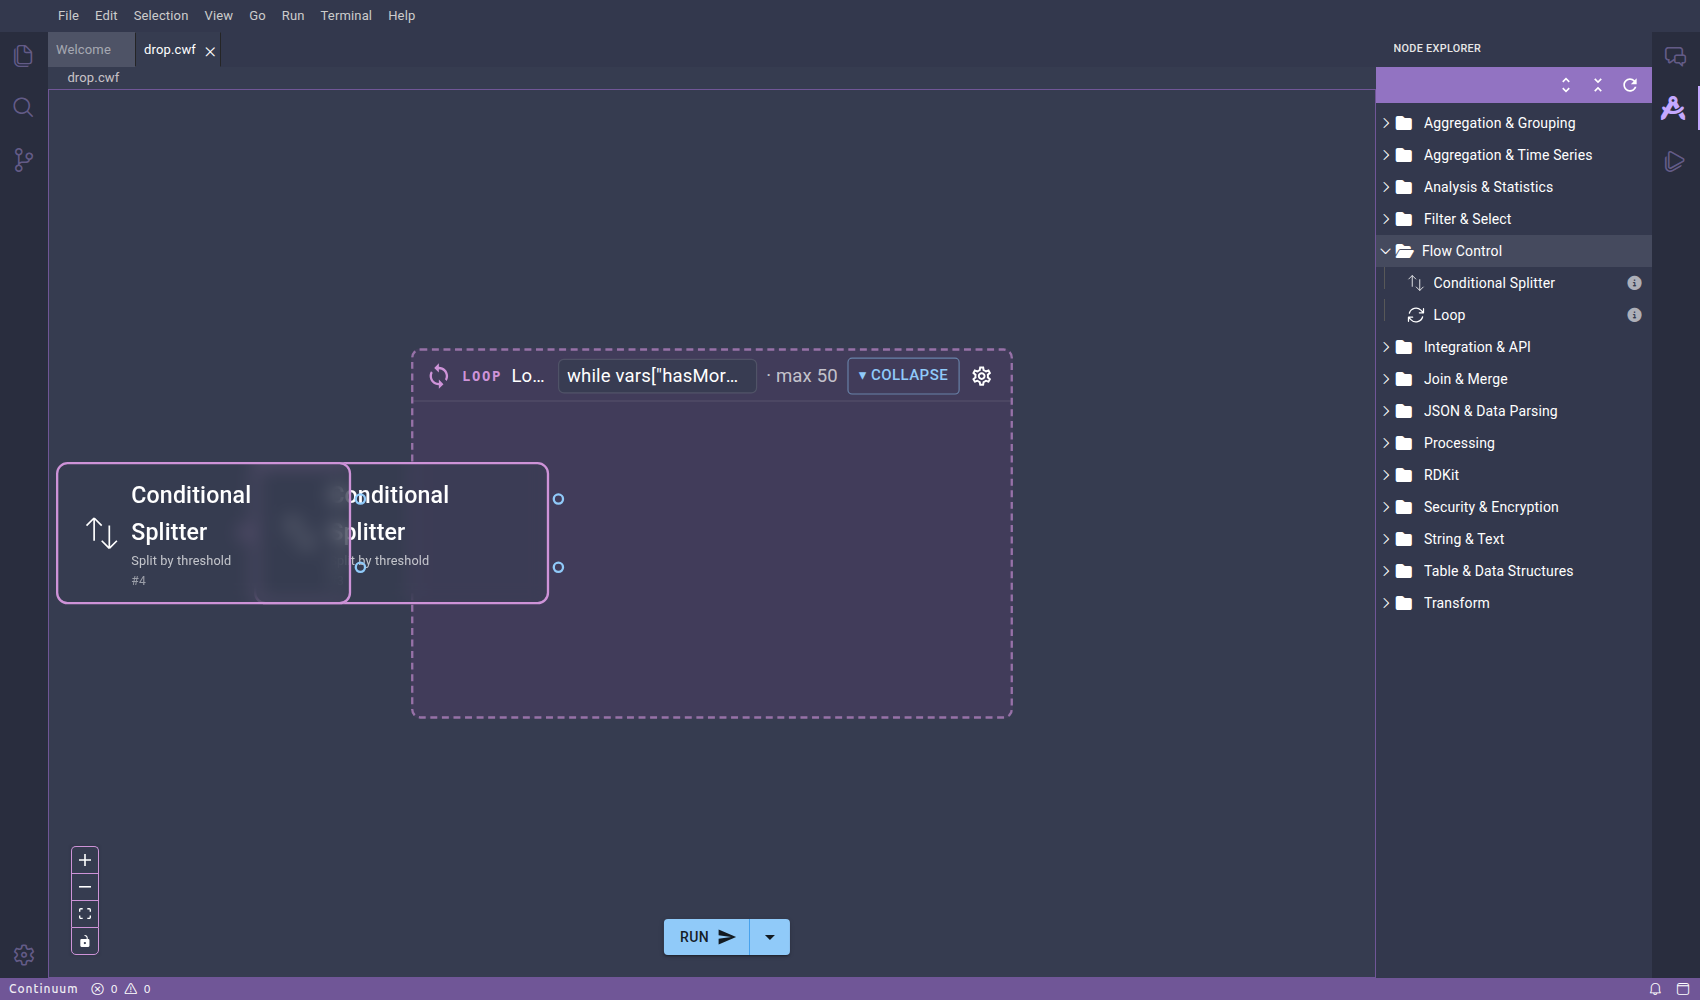 File Edit Selection View Go Run Terminal Help
Welcome drop.cwf
drop.cwf
LOOP Lo... while vars["hasMor... · max 50 ▾ COLLAPSE
Conditional
Splitter
Split by threshold
#4
onditional
plitter
by threshold
RUN
NODE EXPLORER
Aggregation & Grouping
Aggregation & Time Series
Analysis & Statistics
Filter & Select
Flow Control
Conditional Splitter
Loop
Integration & API
Join & Merge
JSON & Data Parsing
Processing
RDKit
Security & Encryption
String & Text
Table & Data Structures
Transform
Continuum 0 0